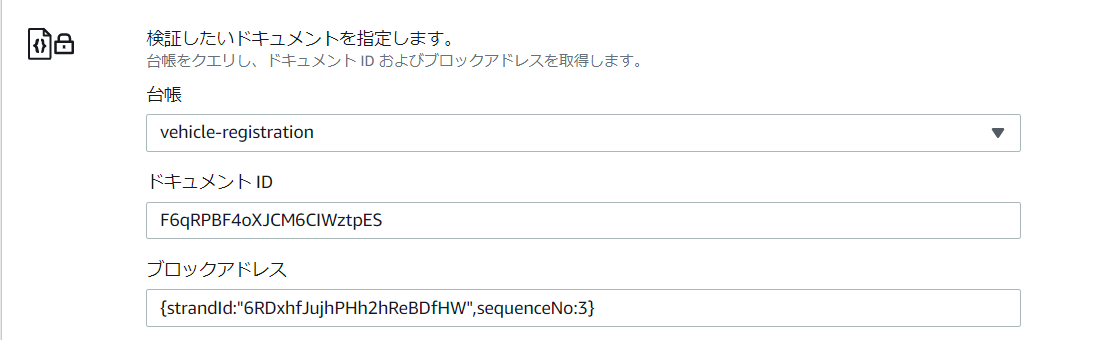 検証したいドキュメントを指定します。
台帳をクエリし、ドキュメント ID およびブロックアドレスを取得します。
台帳
vehicle-registration
ドキュメント ID
F6qRPBF4oXJCM6CIWztpES
ブロックアドレス
{strandId:"6RDxhfJujhPHh2hReBDfHW",sequenceNo:3}